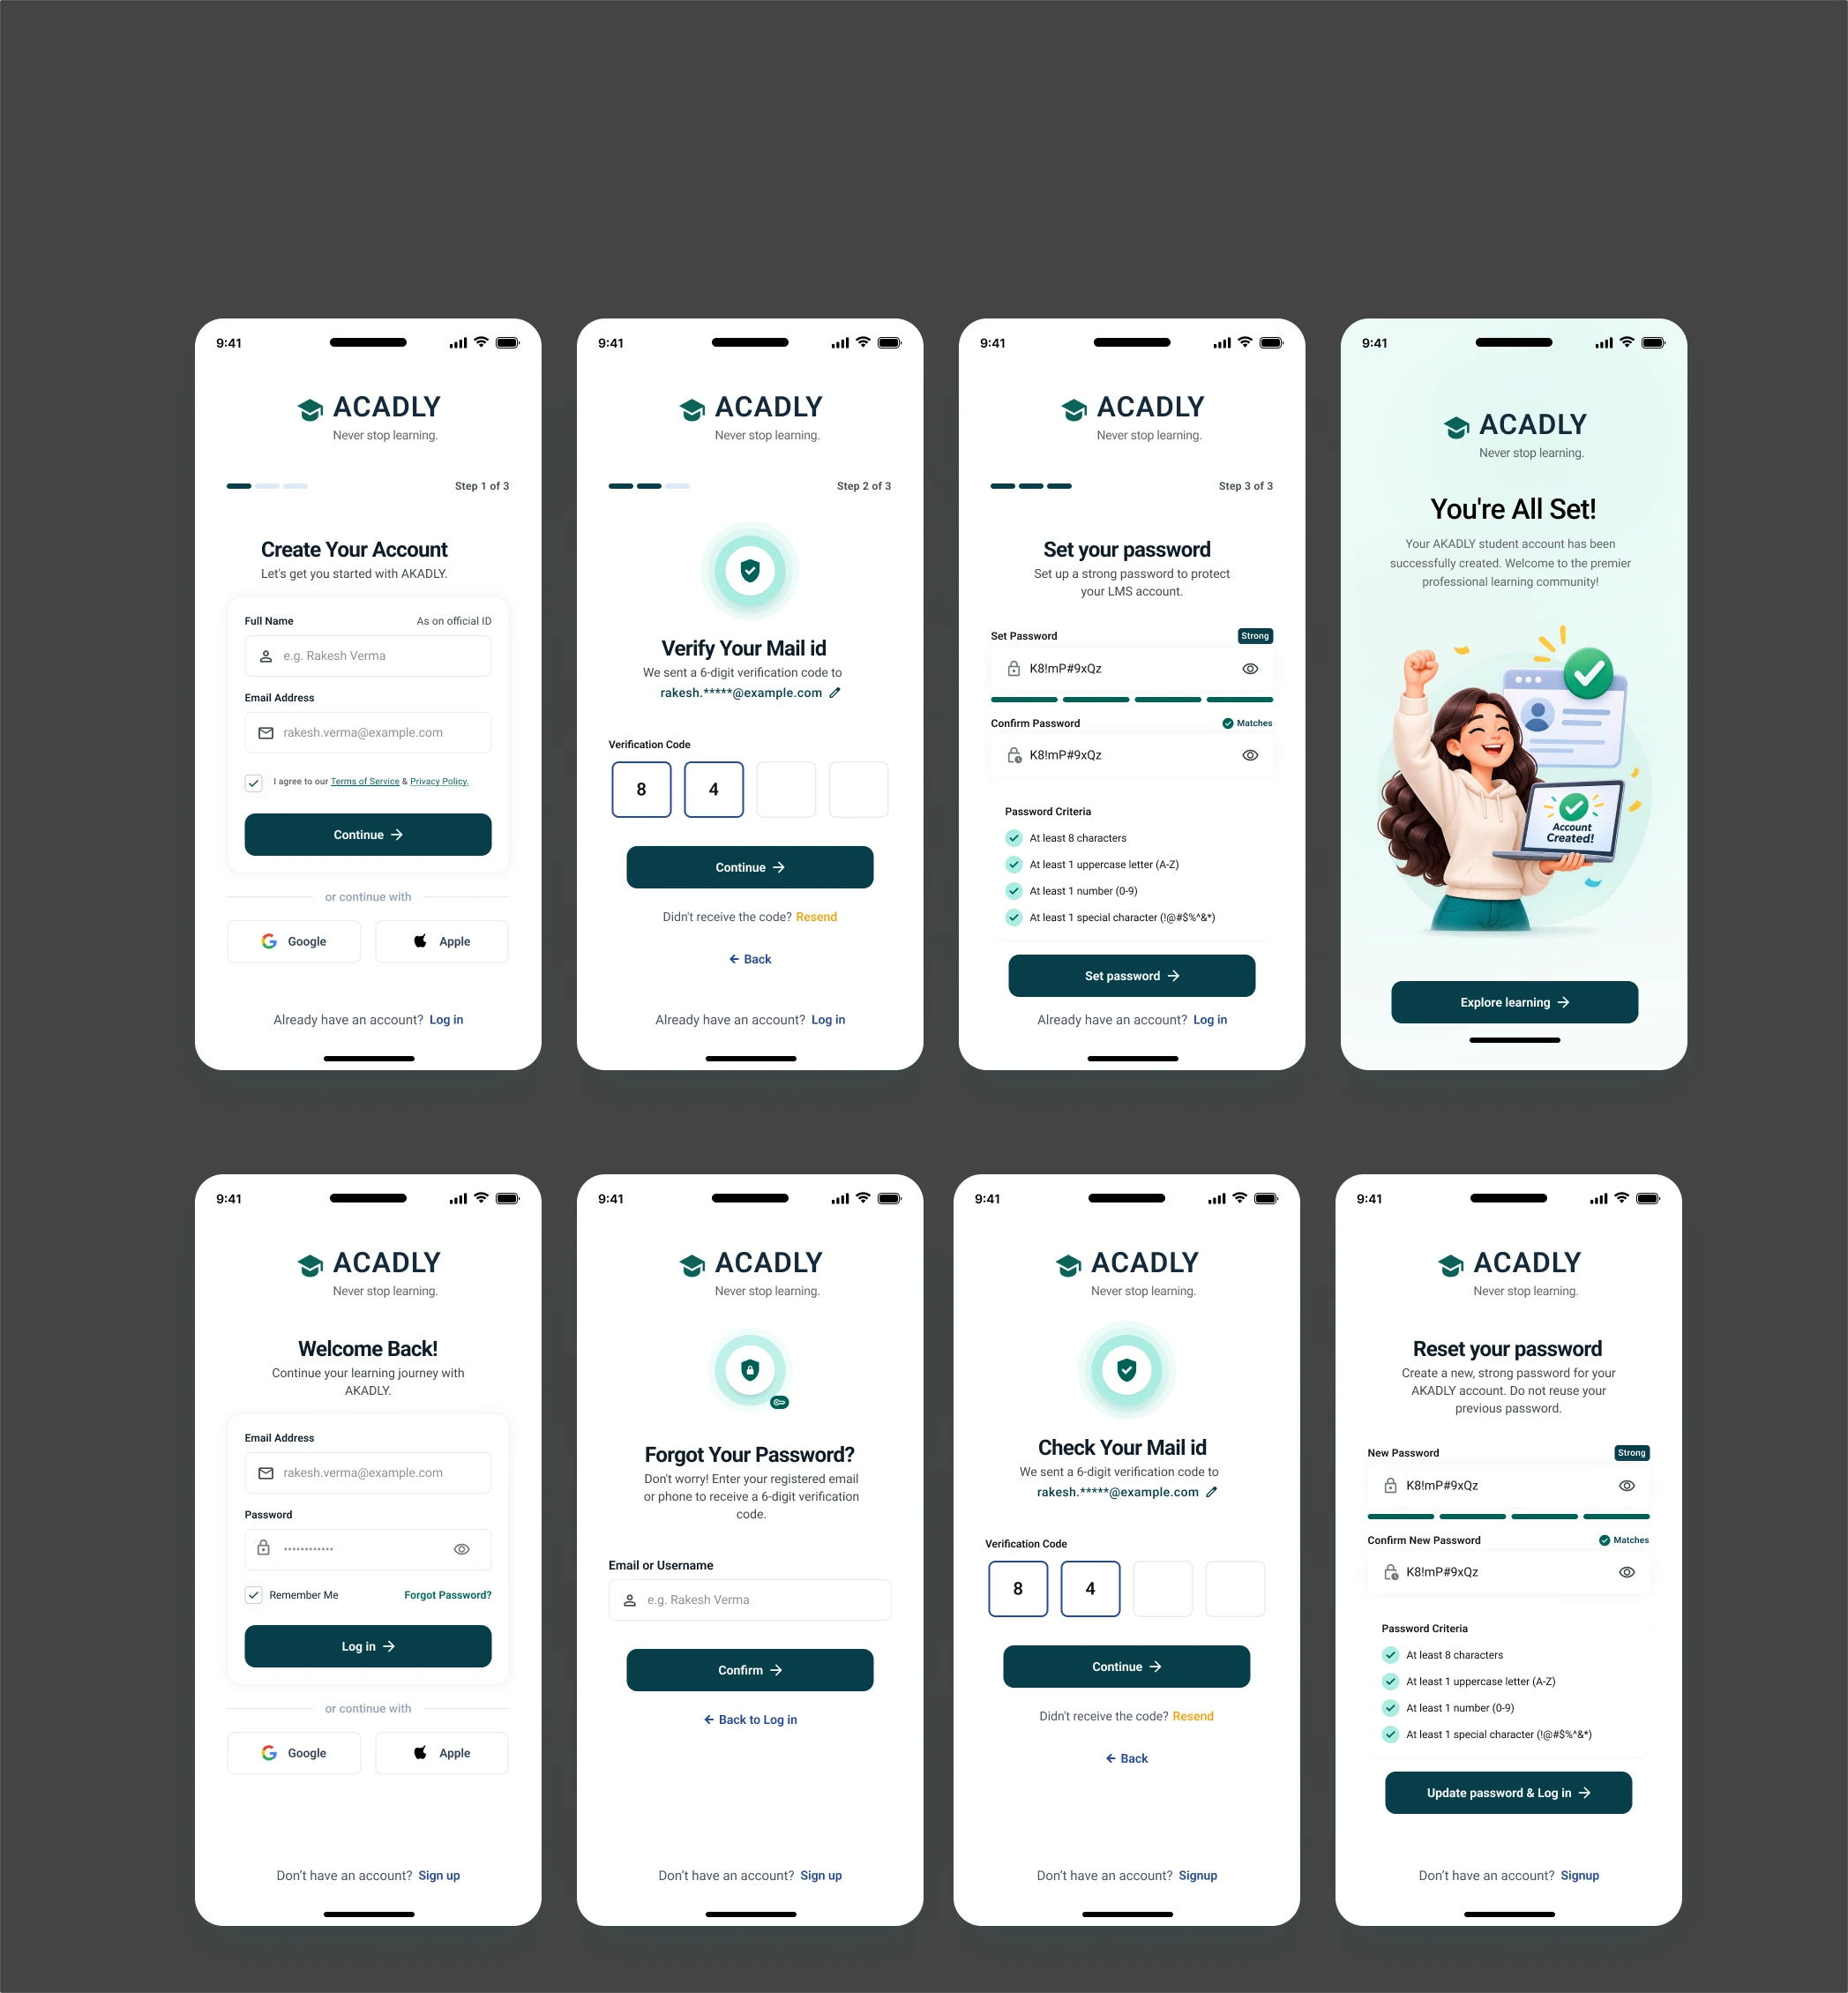 9:41
ACADLY
Never stop learning.
Step 1 of 3
Create Your Account
Let's get you started with AKADLY.
Full Name
As on official ID
e.g. Rakesh Verma
Email Address
rakesh.verma@example.com
I agree to our Terms of Service & Privacy Policy.
Continue →
or continue with
Google
Apple
Already have an account? Log in
9:41
ACADLY
Never stop learning.
Step 2 of 3
Verify Your Mail id
We sent a 6-digit verification code to
rakesh.*****@example.com
Verification Code
8
4
Continue →
Didn't receive the code? Resend
← Back
Already have an account? Log in
9:41
ACADLY
Never stop learning.
Step 3 of 3
Set your password
Set up a strong password to protect
your LMS account.
Set Password
Strong
K8!mP#9xQz
Confirm Password
Matches
K8!mP#9xQz
Password Criteria
At least 8 characters
At least 1 uppercase letter (A-Z)
At least 1 number (0-9)
At least 1 special character (!@#$%^&*)
Set password →
Already have an account? Log in
9:41
ACADLY
Never stop learning.
You're All Set!
Your AKADLY student account has been
successfully created. Welcome to the premier
professional learning community!
Account
Created!
Explore learning →
9:41
ACADLY
Never stop learning.
Welcome Back!
Continue your learning journey with
AKADLY.
Email Address
rakesh.verma@example.com
Password
············
Remember Me
Forgot Password?
Log in →
or continue with
Google
Apple
Don't have an account? Sign up
9:41
ACADLY
Never stop learning.
Forgot Your Password?
Don't worry! Enter your registered email
or phone to receive a 6-digit verification
code.
Email or Username
e.g. Rakesh Verma
Confirm →
← Back to Log in
Don't have an account? Sign up
9:41
ACADLY
Never stop learning.
Check Your Mail id
We sent a 6-digit verification code to
rakesh.*****@example.com
Verification Code
8
4
Continue →
Didn't receive the code? Resend
← Back
Don't have an account? Signup
9:41
ACADLY
Never stop learning.
Reset your password
Create a new, strong password for your
AKADLY account. Do not reuse your
previous password.
New Password
Strong
K8!mP#9xQz
Confirm New Password
Matches
K8!mP#9xQz
Password Criteria
At least 8 characters
At least 1 uppercase letter (A-Z)
At least 1 number (0-9)
At least 1 special character (!@#$%^&*)
Update password & Log in →
Don't have an account? Signup